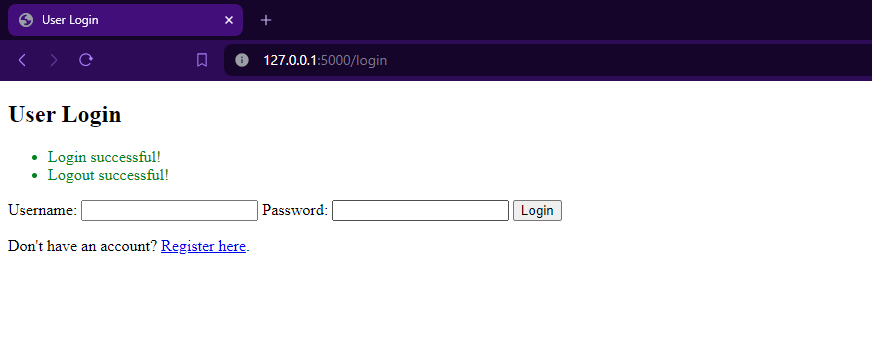 User Login
127.0.0.1:5000/login
User Login
Login successful!
Logout successful!
Username: Password: Login
Don't have an account? Register here.